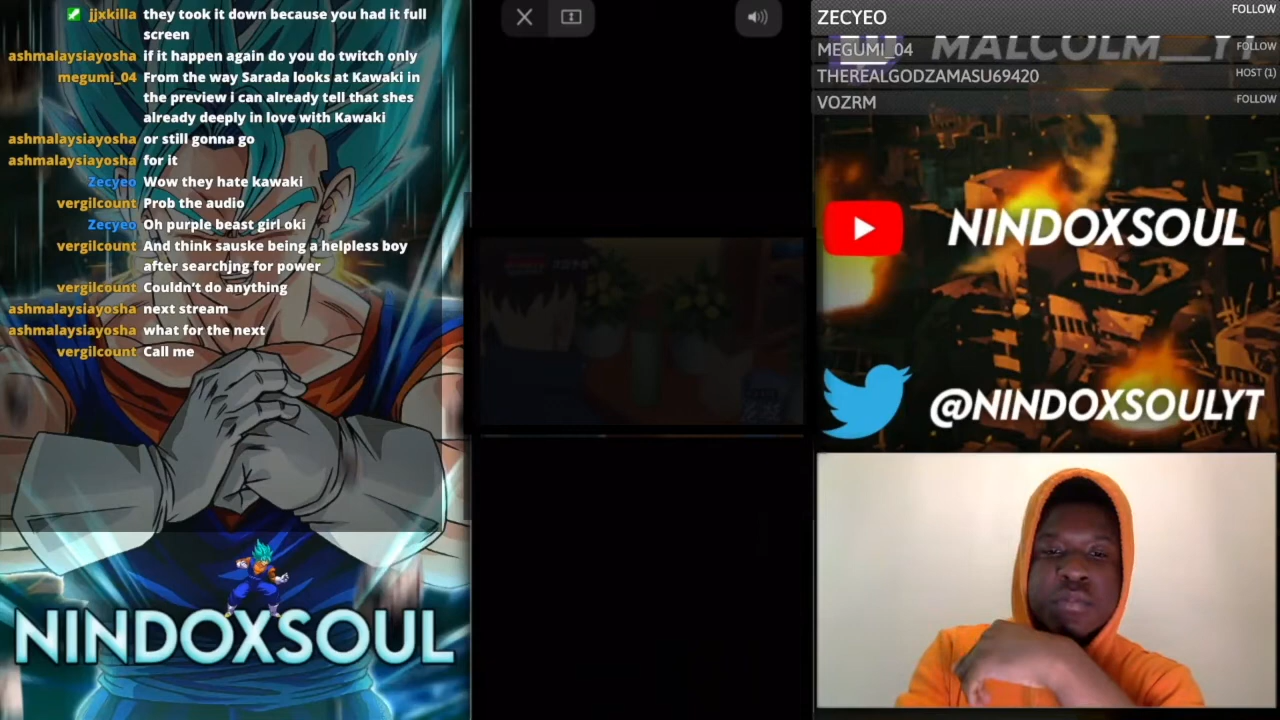 jjxkilla they took it down because you had it full
screen
ashmalaysiayosha if it happen again do you do twitch only
megumi_04 From the way Sarada looks at Kawaki in
the preview i can already tell that shes
already deeply in love with Kawaki
ashmalaysiayosha or still gonna go
ashmalaysiayosha for it
Zecyeo Wow they hate kawaki
vergilcount Prob the audio
Zecyeo Oh purple beast girl oki
vergilcount And think sauske being a helpless boy
after searchjng for power
vergilcount Couldn't do anything
ashmalaysiayosha next stream
ashmalaysiayosha what for the next
vergilcount Call me
NINDOXSOUL
ZECYEO FOLLOW
MEGUMI_04 FOLLOW
MALCOLM__YT
THEREALGODZAMASU69420 HOST (1)
VOZRM FOLLOW
NINDOXSOUL
@NINDOXSOULYT